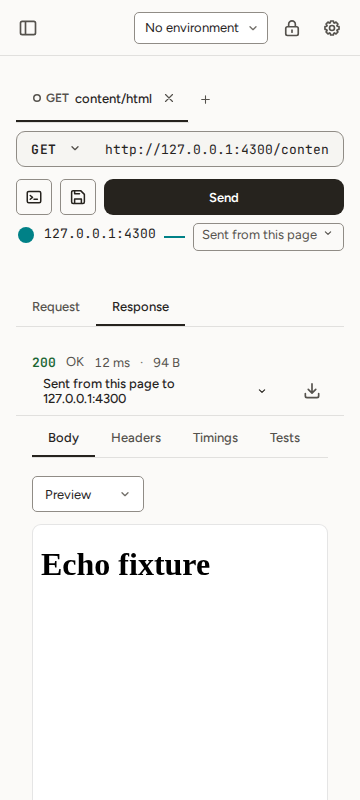 No environment
GET content/html
GET http://127.0.0.1:4300/conten
Send
127.0.0.1:4300 Sent from this page
Request Response
200 OK 12 ms · 94 B
Sent from this page to
127.0.0.1:4300
Body Headers Timings Tests
Preview
Echo fixture